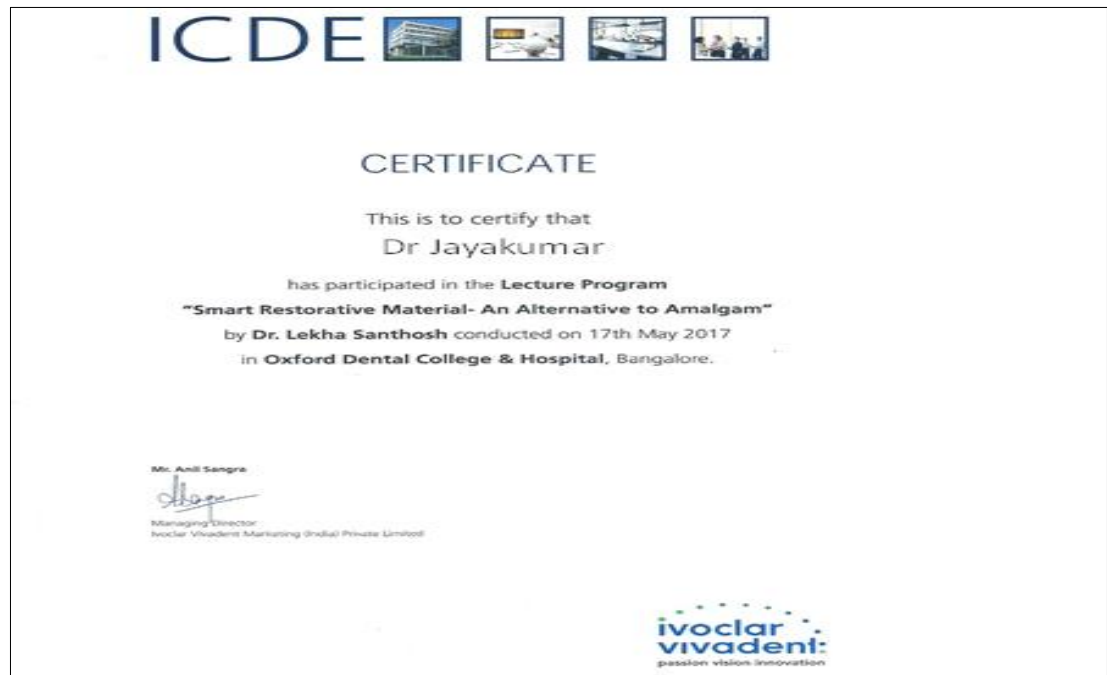 ICDE
CERTIFICATE
This is to certify that
Dr Jayakumar
has participated in the Lecture Program
"Smart Restorative Material- An Alternative to Amalgam"
by Dr. Lekha Santhosh conducted on 17th May 2017
in Oxford Dental College & Hospital, Bangalore.
Mr. Anil Sangra
Managing Director
Ivoclar Vivadent Marketing (India) Private Limited
ivoclar
vivadent:
passion vision innovation